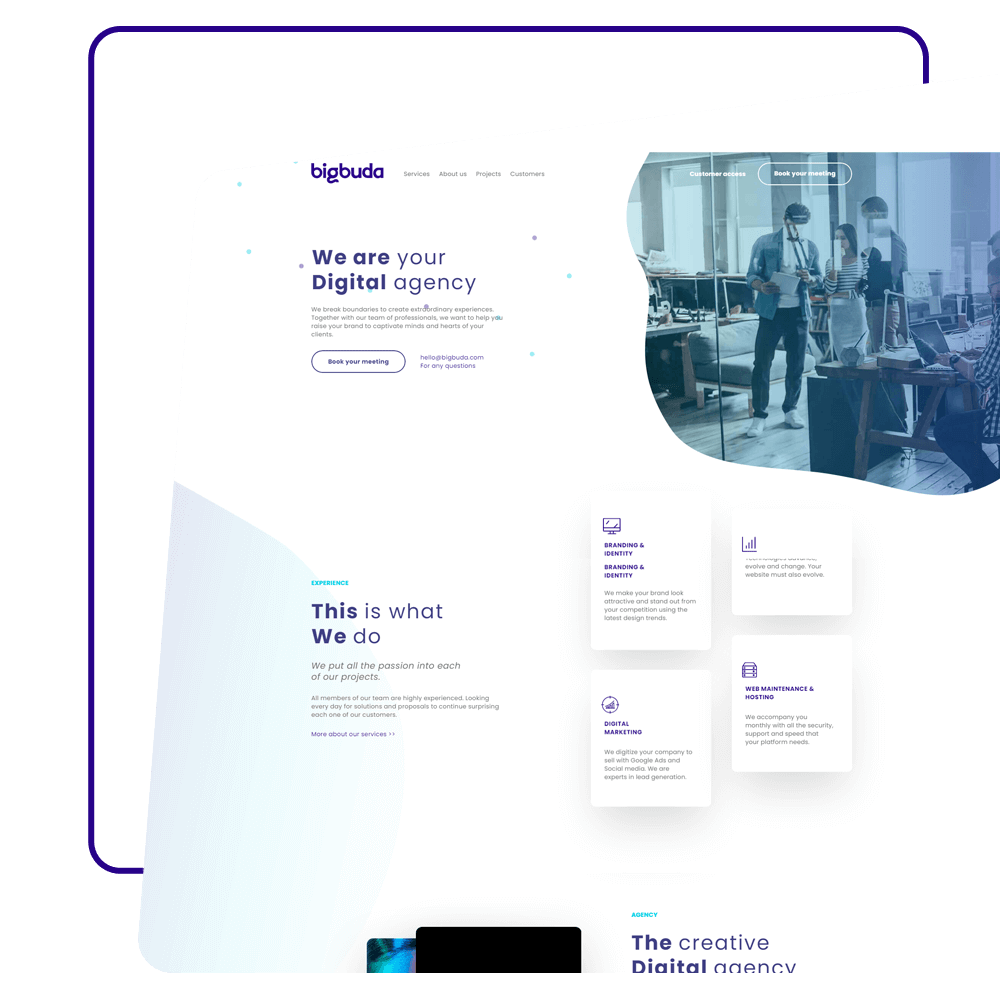 bigbuda
Services About us Projects Customers
Customer access
Book your meeting
We are your
Digital agency
We break boundaries to create extraordinary experiences.
Together with our team of professionals, we want to help you
raise your brand to captivate minds and hearts of your
clients.
Book your meeting
hello@bigbuda.com
For any questions
EXPERIENCE
This is what
We do
We put all the passion into each
of our projects.
All members of our team are highly experienced. Looking
every day for solutions and proposals to continue surprising
each one of our customers.
More about our services >>
BRANDING &
IDENTITY
BRANDING &
IDENTITY
We make your brand look
attractive and stand out from
your competition using the
latest design trends.
evolve and change. Your
website must also evolve.
DIGITAL
MARKETING
We digitize your company to
sell with Google Ads and
Social media. We are
experts in lead generation.
WEB MAINTENANCE &
HOSTING
We accompany you
monthly with all the security,
support and speed that
your platform needs.
AGENCY
The creative
Digital agency